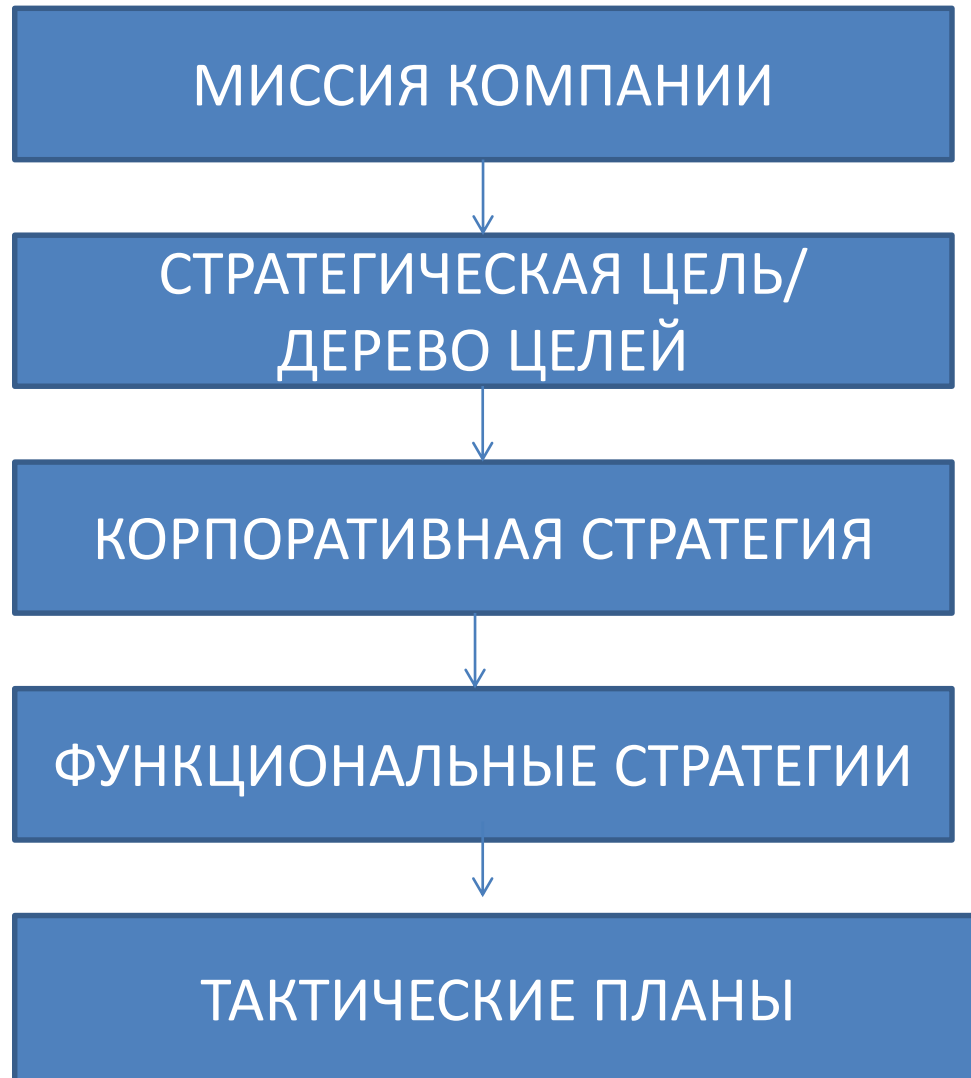 МИССИЯ КОМПАНИИ
СТРАТЕГИЧЕСКАЯ ЦЕЛЬ/
ДЕРЕВО ЦЕЛЕЙ
КОРПОРАТИВНАЯ СТРАТЕГИЯ
ФУНКЦИОНАЛЬНЫЕ СТРАТЕГИИ
ТАКТИЧЕСКИЕ ПЛАНЫ